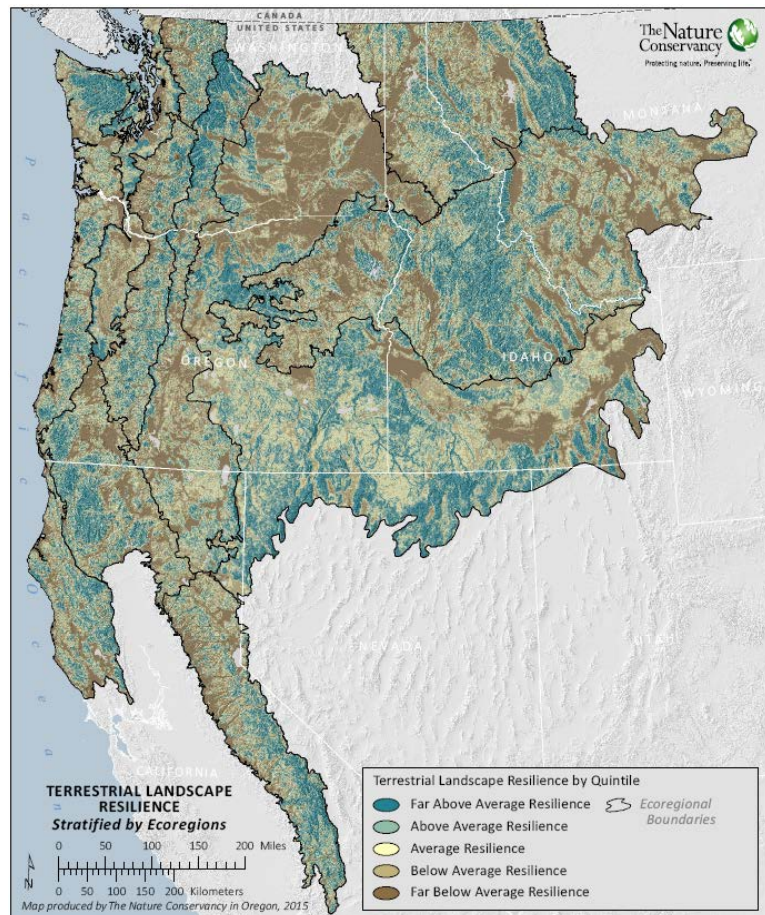 CANADA
UNITED STATES
WASHINGTON
The Nature
Conservancy
Protecting nature. Preserving life.™
MONTANA
Pacific Ocean
OREGON
IDAHO
WYOMING
NEVADA
UTAH
CALIFORNIA
TERRESTRIAL LANDSCAPE
RESILIENCE
Stratified by Ecoregions
0 50 100 150 200 Miles
0 50 100 150 200 Kilometers
N
Map produced by The Nature Conservancy in Oregon, 2015
Terrestrial Landscape Resilience by Quintile
Far Above Average Resilience
Above Average Resilience
Average Resilience
Below Average Resilience
Far Below Average Resilience
Ecoregional
Boundaries